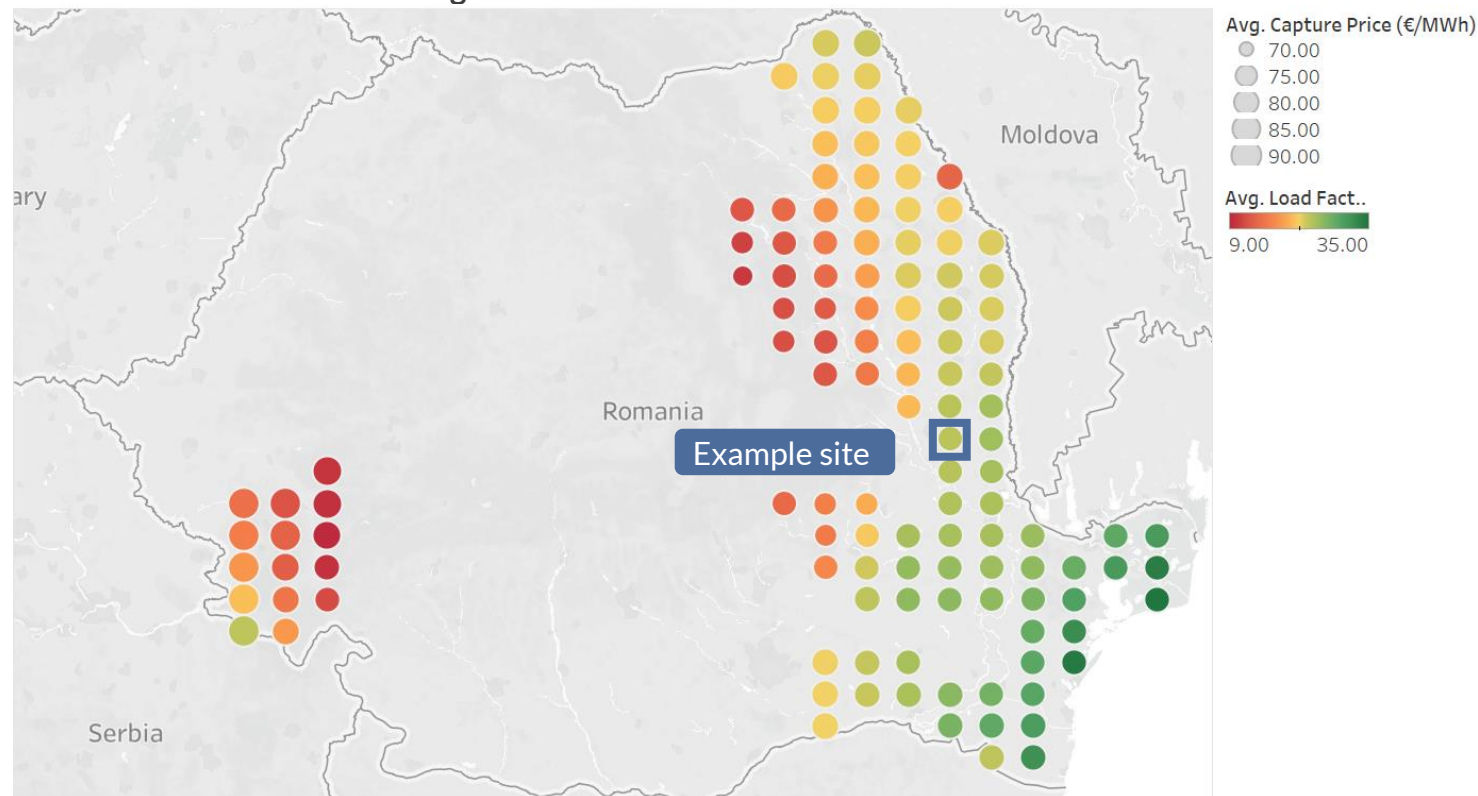 Avg. Capture Price (€/MWh)
70.00
75.00
80.00
85.00
90.00
Avg. Load Fact..
9.00 35.00
Moldova
ary
Romania
Example site
Serbia